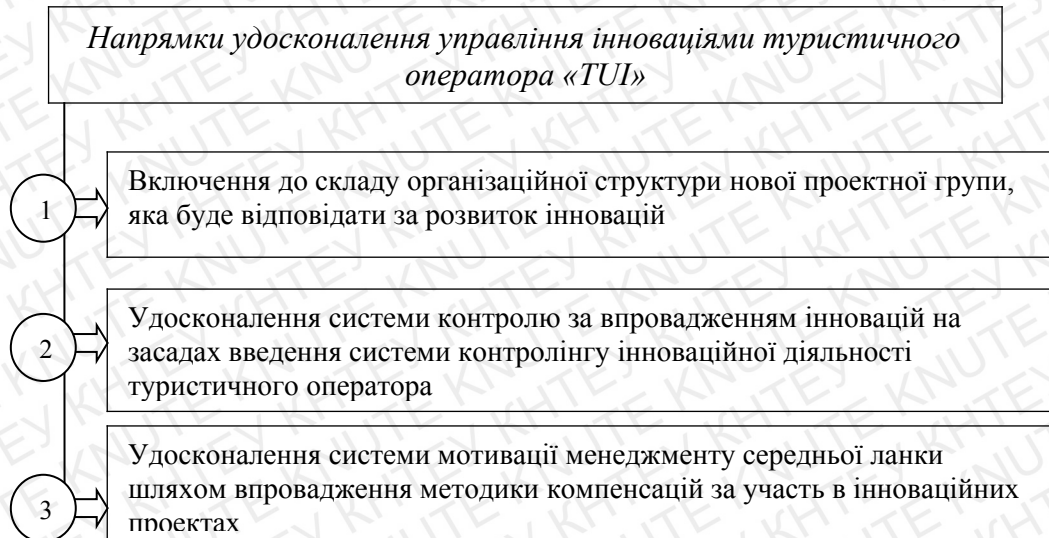 Напрямки удосконалення управління інноваціями туристичного
оператора «TUI»
1
Включення до складу організаційної структури нової проектної групи,
яка буде відповідати за розвиток інновацій
2
Удосконалення системи контролю за впровадженням інновацій на
засадах введення системи контролінгу інноваційної діяльності
туристичного оператора
3
Удосконалення системи мотивації менеджменту середньої ланки
шляхом впровадження методики компенсацій за участь в інноваційних
проектах